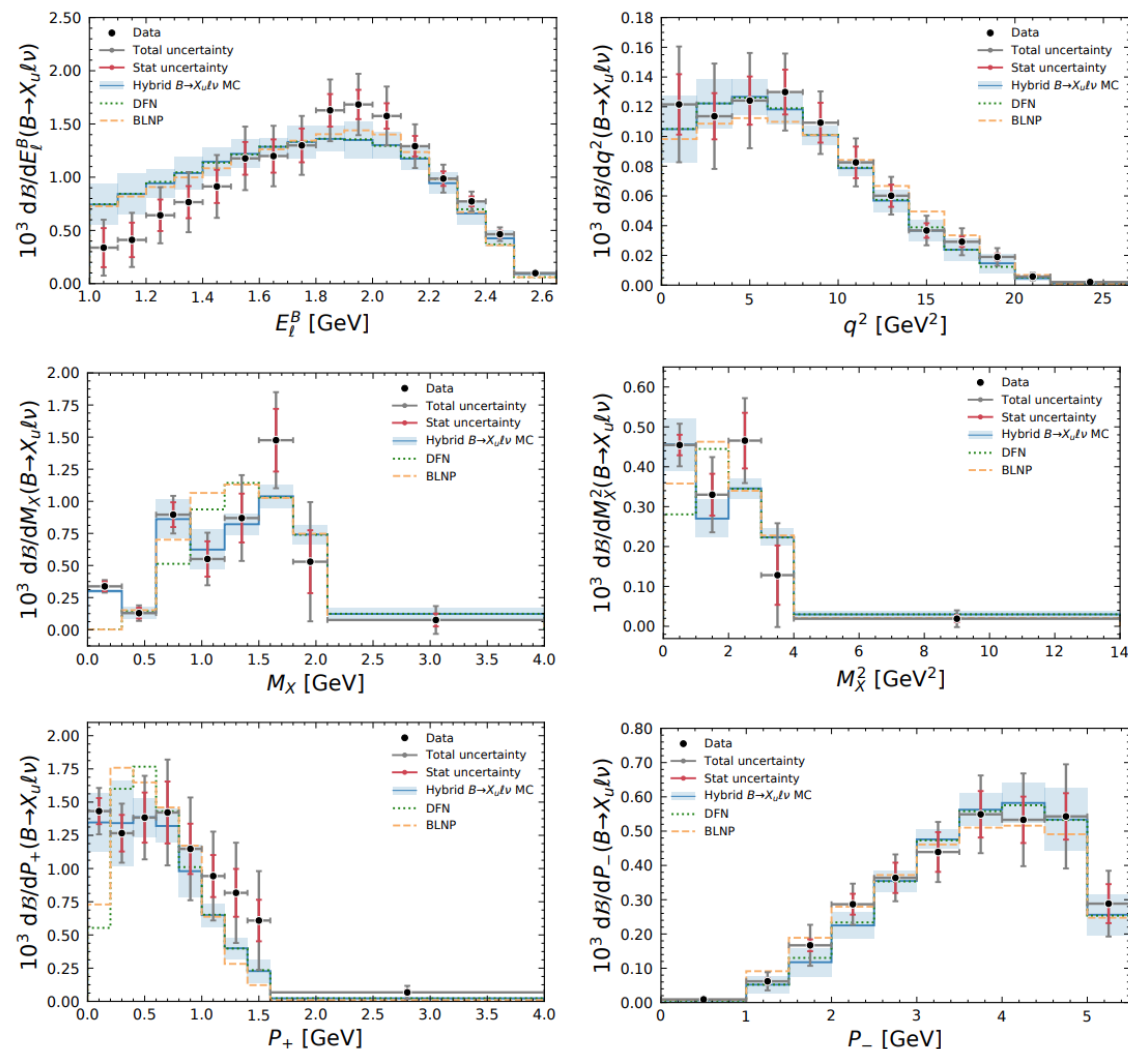 10³ dℬ/dE_ℓ^B(B→X_uℓν)
2.50
2.00
1.50
1.00
0.50
0.00
Data
Total uncertainty
Stat uncertainty
Hybrid B→X_uℓν MC
DFN
BLNP
1.0 1.2 1.4 1.6 1.8 2.0 2.2 2.4 2.6
E_ℓ^B [GeV]
10³ dℬ/dq²(B→X_uℓν)
0.18
0.16
0.14
0.12
0.10
0.08
0.06
0.04
0.02
0.00
Data
Total uncertainty
Stat uncertainty
Hybrid B→X_uℓν MC
DFN
BLNP
0 5 10 15 20 25
q² [GeV²]
10³ dℬ/dM_X(B→X_uℓν)
2.00
1.75
1.50
1.25
1.00
0.75
0.50
0.25
0.00
Data
Total uncertainty
Stat uncertainty
Hybrid B→X_uℓν MC
DFN
BLNP
0.0 0.5 1.0 1.5 2.0 2.5 3.0 3.5 4.0
M_X [GeV]
10³ dℬ/dM_X²(B→X_uℓν)
0.60
0.50
0.40
0.30
0.20
0.10
0.00
Data
Total uncertainty
Stat uncertainty
Hybrid B→X_uℓν MC
DFN
BLNP
0 2 4 6 8 10 12 14
M_X² [GeV²]
10³ dℬ/dP₊(B→X_uℓν)
2.00
1.75
1.50
1.25
1.00
0.75
0.50
0.25
0.00
Data
Total uncertainty
Stat uncertainty
Hybrid B→X_uℓν MC
DFN
BLNP
0.0 0.5 1.0 1.5 2.0 2.5 3.0 3.5 4.0
P₊ [GeV]
10³ dℬ/dP₋(B→X_uℓν)
0.80
0.70
0.60
0.50
0.40
0.30
0.20
0.10
0.00
Data
Total uncertainty
Stat uncertainty
Hybrid B→X_uℓν MC
DFN
BLNP
0 1 2 3 4 5
P₋ [GeV]